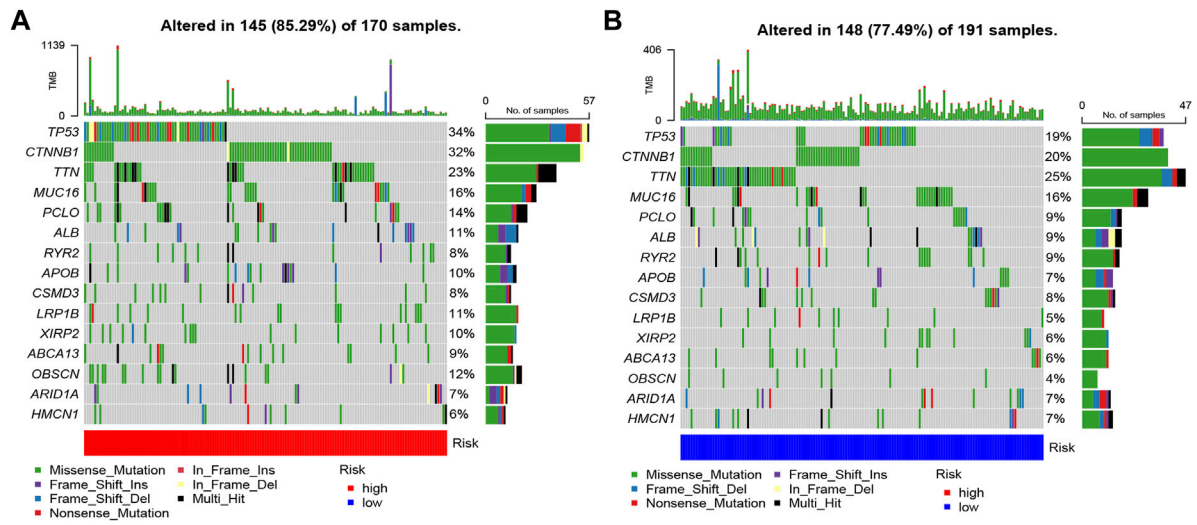 A
Altered in 145 (85.29%) of 170 samples.
1139
TMB
0
0 57
No. of samples
TP53 34%
CTNNB1 32%
TTN 23%
MUC16 16%
PCLO 14%
ALB 11%
RYR2 8%
APOB 10%
CSMD3 8%
LRP1B 11%
XIRP2 10%
ABCA13 9%
OBSCN 12%
ARID1A 7%
HMCN1 6%
Risk
Missense_Mutation In_Frame_Ins Risk
Frame_Shift_Ins In_Frame_Del high
Frame_Shift_Del Multi_Hit low
Nonsense_Mutation
B
Altered in 148 (77.49%) of 191 samples.
406
TMB
0
0 47
No. of samples
TP53 19%
CTNNB1 20%
TTN 25%
MUC16 16%
PCLO 9%
ALB 9%
RYR2 9%
APOB 7%
CSMD3 8%
LRP1B 5%
XIRP2 6%
ABCA13 6%
OBSCN 4%
ARID1A 7%
HMCN1 7%
Risk
Missense_Mutation Frame_Shift_Ins Risk
Frame_Shift_Del In_Frame_Del high
Nonsense_Mutation Multi_Hit low